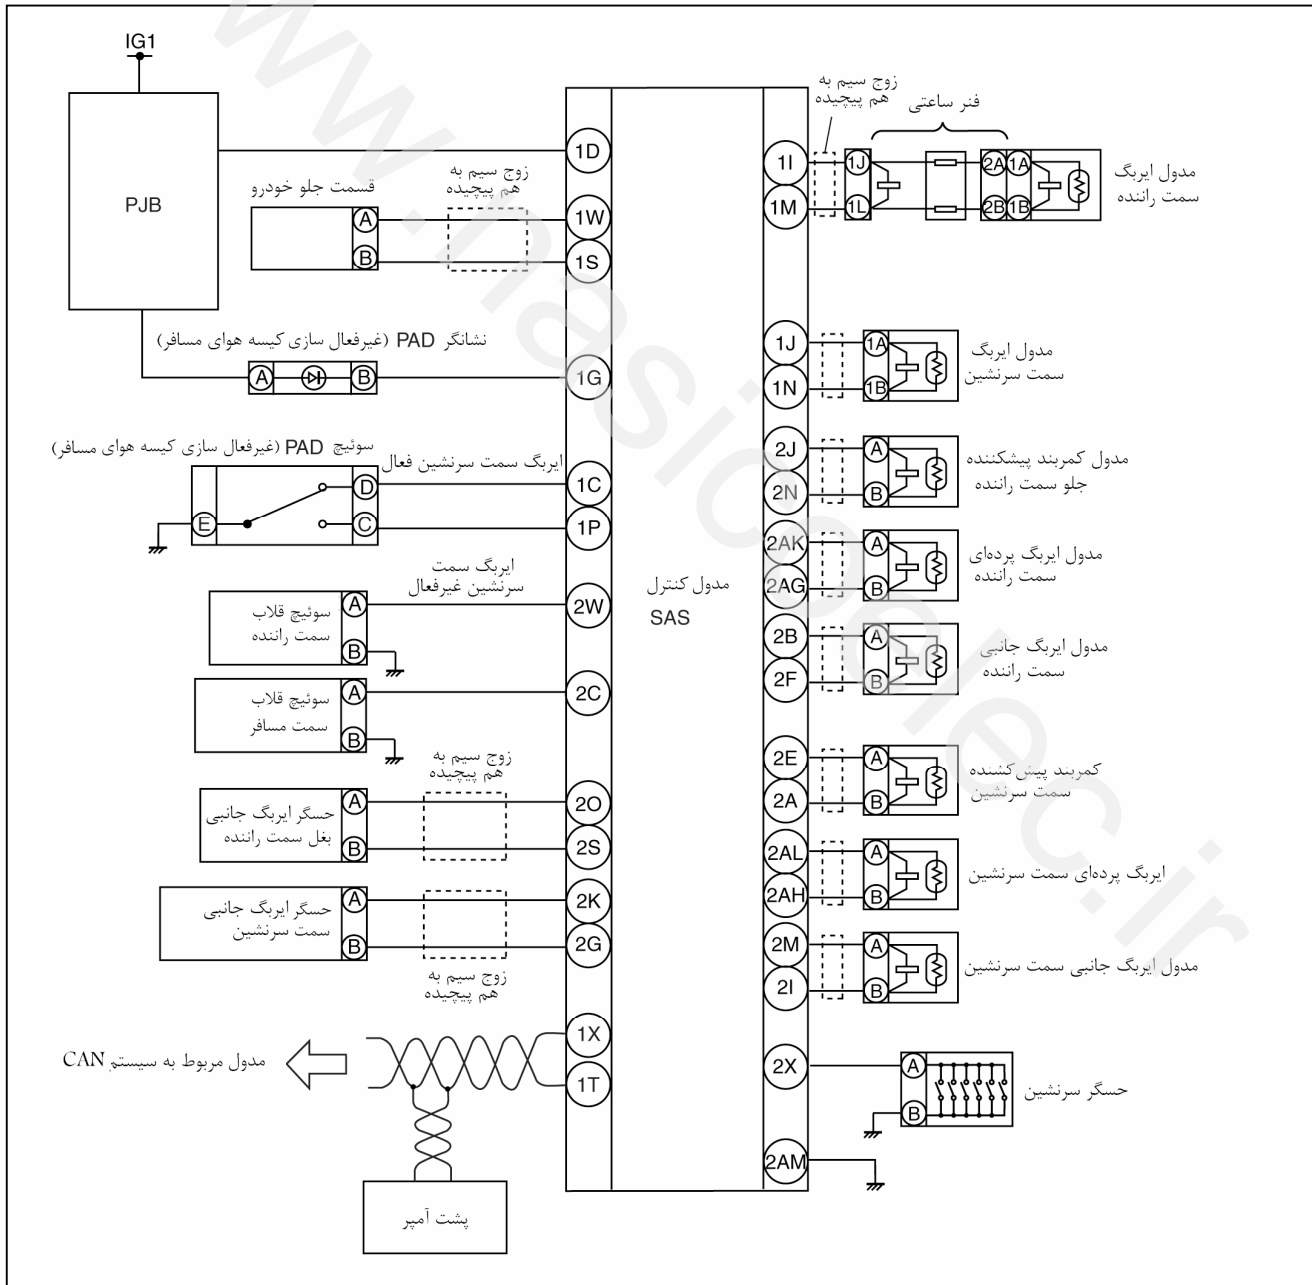 IG1
PJB
قسمت جلو خودرو
A
B
زوج سیم به
هم پیچیده
نشانگر PAD (غیرفعال سازی کیسه هوای مسافر)
A
B
سوئیچ PAD (غیرفعال سازی کیسه هوای مسافر)
ایربگ سمت سرنشین فعال
E
D
C
ایربگ سمت
سرنشین غیرفعال
سوئیچ قلاب
سمت راننده
A
B
سوئیچ قلاب
سمت مسافر
A
B
زوج سیم به
هم پیچیده
حسگر ایربگ جانبی
بغل سمت راننده
A
B
حسگر ایربگ جانبی
سمت سرنشین
A
B
زوج سیم به
هم پیچیده
مدول مربوط به سیستم CAN
پشت آمپر
1D
1W
1S
1G
1C
1P
2W
2C
2O
2S
2K
2G
1X
1T
مدول کنترل
SAS
1I
1M
1J
1N
2J
2N
2AK
2AG
2B
2F
2E
2A
2AL
2AH
2M
2I
2X
2AM
زوج سیم به
هم پیچیده
فنر ساعتی
1J
1L
2A
1A
2B
1B
مدول ایربگ
سمت راننده
1A
1B
مدول ایربگ
سمت سرنشین
A
B
مدول کمربند پیشکننده
جلو سمت راننده
A
B
مدول ایربگ پرده‌ای
سمت راننده
A
B
مدول ایربگ جانبی
سمت راننده
A
B
کمربند پیش‌کشنده
سمت سرنشین
A
B
ایربگ پرده‌ای سمت سرنشین
A
B
مدول ایربگ جانبی سمت سرنشین
A
B
حسگر سرنشین